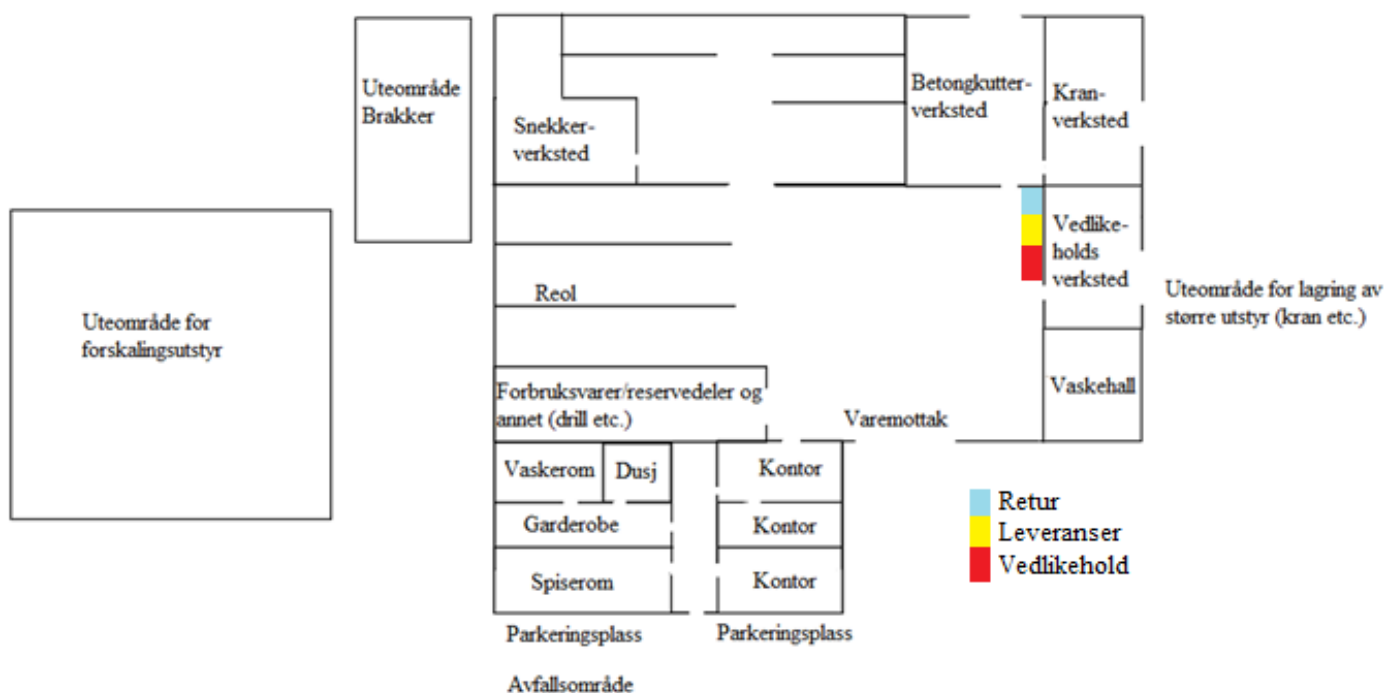 Uteområde
Brakker
Snekker-
verksted
Betongkutter-
verksted
Kran-
verksted
Vedlike-
holds
verksted
Uteområde for lagring av
større utstyr (kran etc.)
Uteområde for
forskalingsutstyr
Reol
Forbruksvarer/reservedeler og
annet (drill etc.)
Varemottak
Vaskehall
Vaskerom
Dusj
Kontor
Garderobe
Kontor
Spiserom
Kontor
Retur
Leveranser
Vedlikehold
Parkeringsplass
Parkeringsplass
Avfallsområde